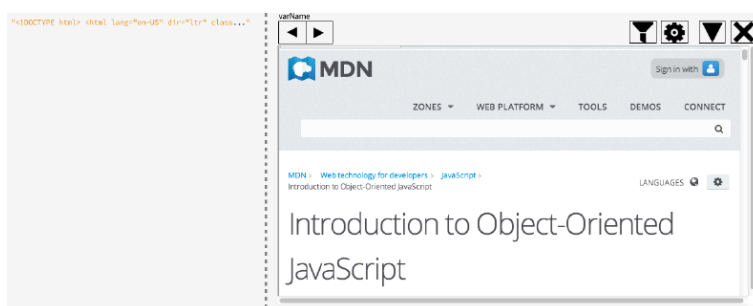 "<!DOCTYPE html> <html lang="en-US" dir="ltr" class..."
varName
MDN
Sign in with
ZONES WEB PLATFORM TOOLS DEMOS CONNECT
MDN > Web technology for developers > JavaScript >
Introduction to Object-Oriented JavaScript
LANGUAGES
Introduction to Object-Oriented
JavaScript